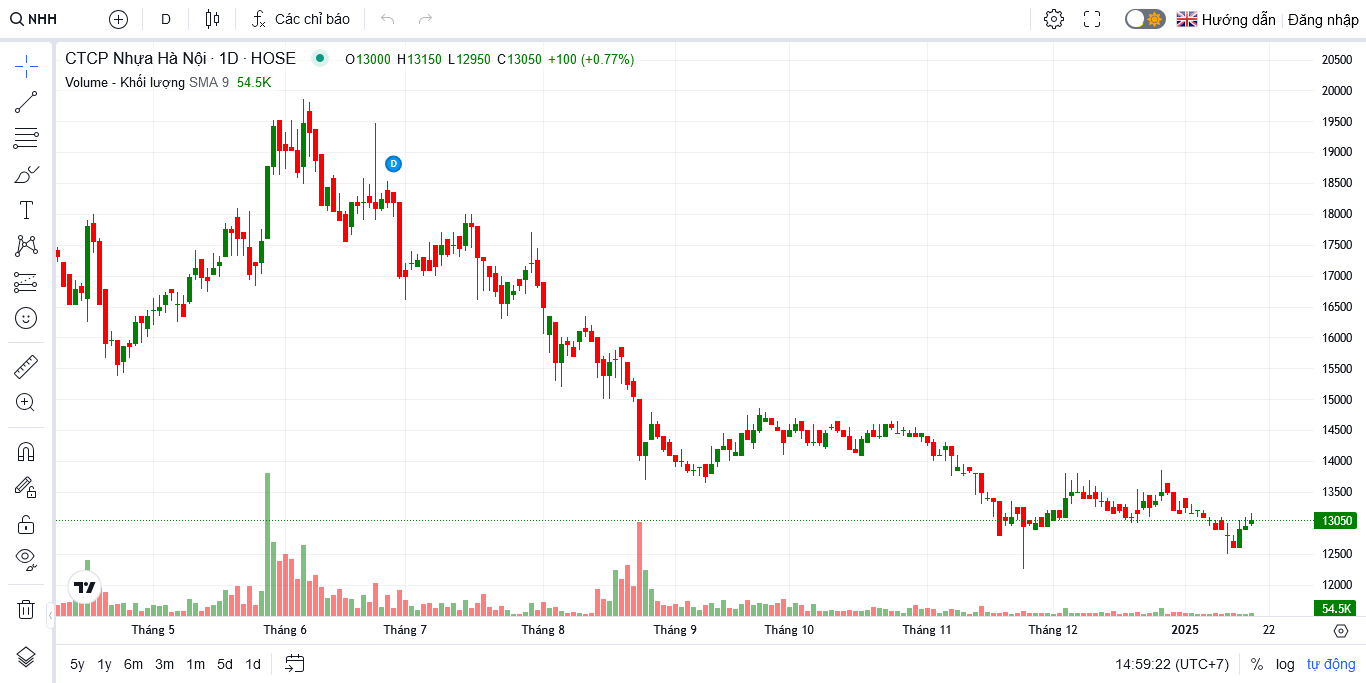 NHH D Các chỉ báo Hướng dẫn Đăng nhập
CTCP Nhựa Hà Nội · 1D · HOSE O13000 H13150 L12950 C13050 +100 (+0.77%)
Volume - Khối lượng SMA 9 54.5K
D
20500
20000
19500
19000
18500
18000
17500
17000
16500
16000
15500
15000
14500
14000
13500
13050
12500
12000
54.5K
Tháng 5 Tháng 6 Tháng 7 Tháng 8 Tháng 9 Tháng 10 Tháng 11 Tháng 12 2025 22
5y 1y 6m 3m 1m 5d 1d 14:59:22 (UTC+7) % log tự động